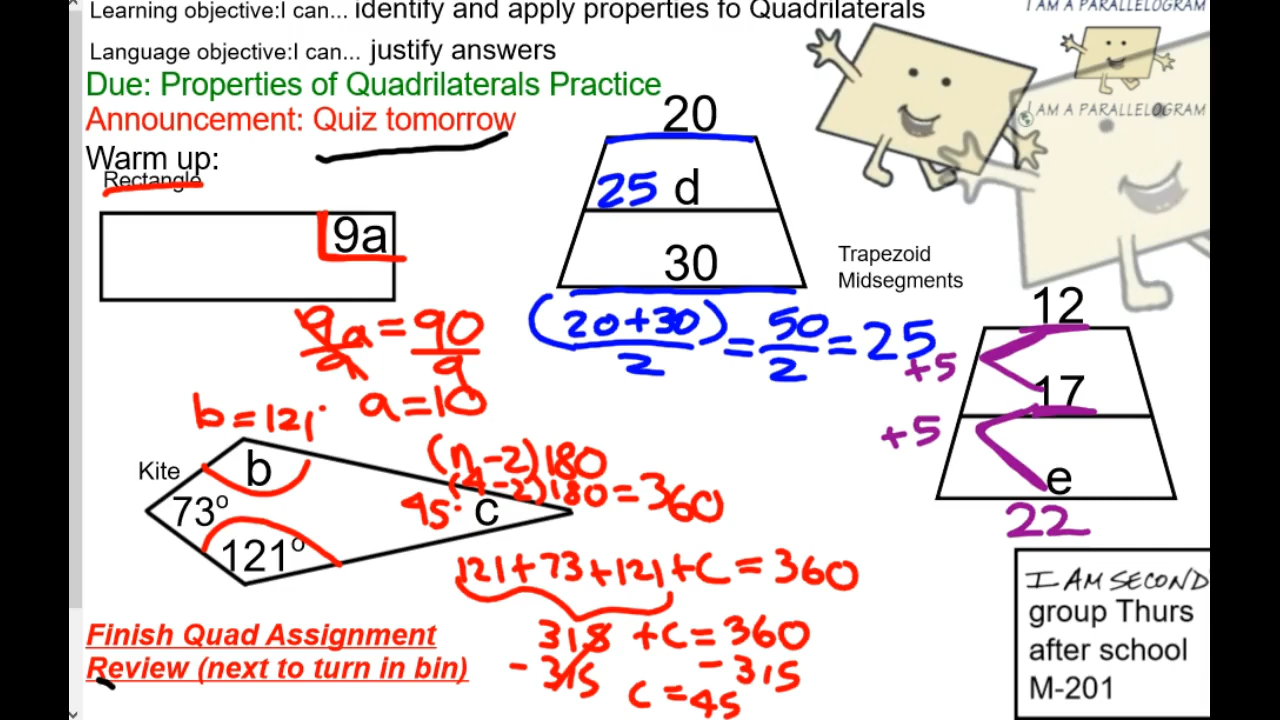 Learning objective:I can... identify and apply properties fo Quadrilaterals
Language objective:I can... justify answers
Due: Properties of Quadrilaterals Practice
Announcement: Quiz tomorrow
Warm up:
Rectangle
9a
9a = 90
9 9
a = 10
20
25 d
30
(20+30) = 50 = 25
2 2
Trapezoid
Midsegments
I AM A PARALLELOGRAM
I AM A PARALLELOGRAM
12
+5
17
+5
e
22
b = 121°
Kite
b
73°
121°
45° c
(n-2)180
(4-2)180=360
121+73+121+c=360
318 +c=360
-315 -315
c=45
Finish Quad Assignment
Review (next to turn in bin)
I AM SECOND
group Thurs
after school
M-201